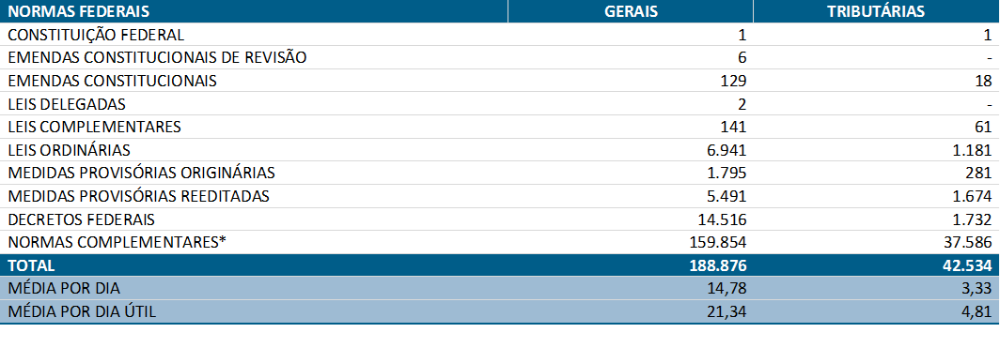 NORMAS FEDERAIS GERAIS TRIBUTÁRIAS
CONSTITUIÇÃO FEDERAL 1 1
EMENDAS CONSTITUCIONAIS DE REVISÃO 6 -
EMENDAS CONSTITUCIONAIS 129 18
LEIS DELEGADAS 2 -
LEIS COMPLEMENTARES 141 61
LEIS ORDINÁRIAS 6.941 1.181
MEDIDAS PROVISÓRIAS ORIGINÁRIAS 1.795 281
MEDIDAS PROVISÓRIAS REEDITADAS 5.491 1.674
DECRETOS FEDERAIS 14.516 1.732
NORMAS COMPLEMENTARES* 159.854 37.586
TOTAL 188.876 42.534
MÉDIA POR DIA 14,78 3,33
MÉDIA POR DIA ÚTIL 21,34 4,81